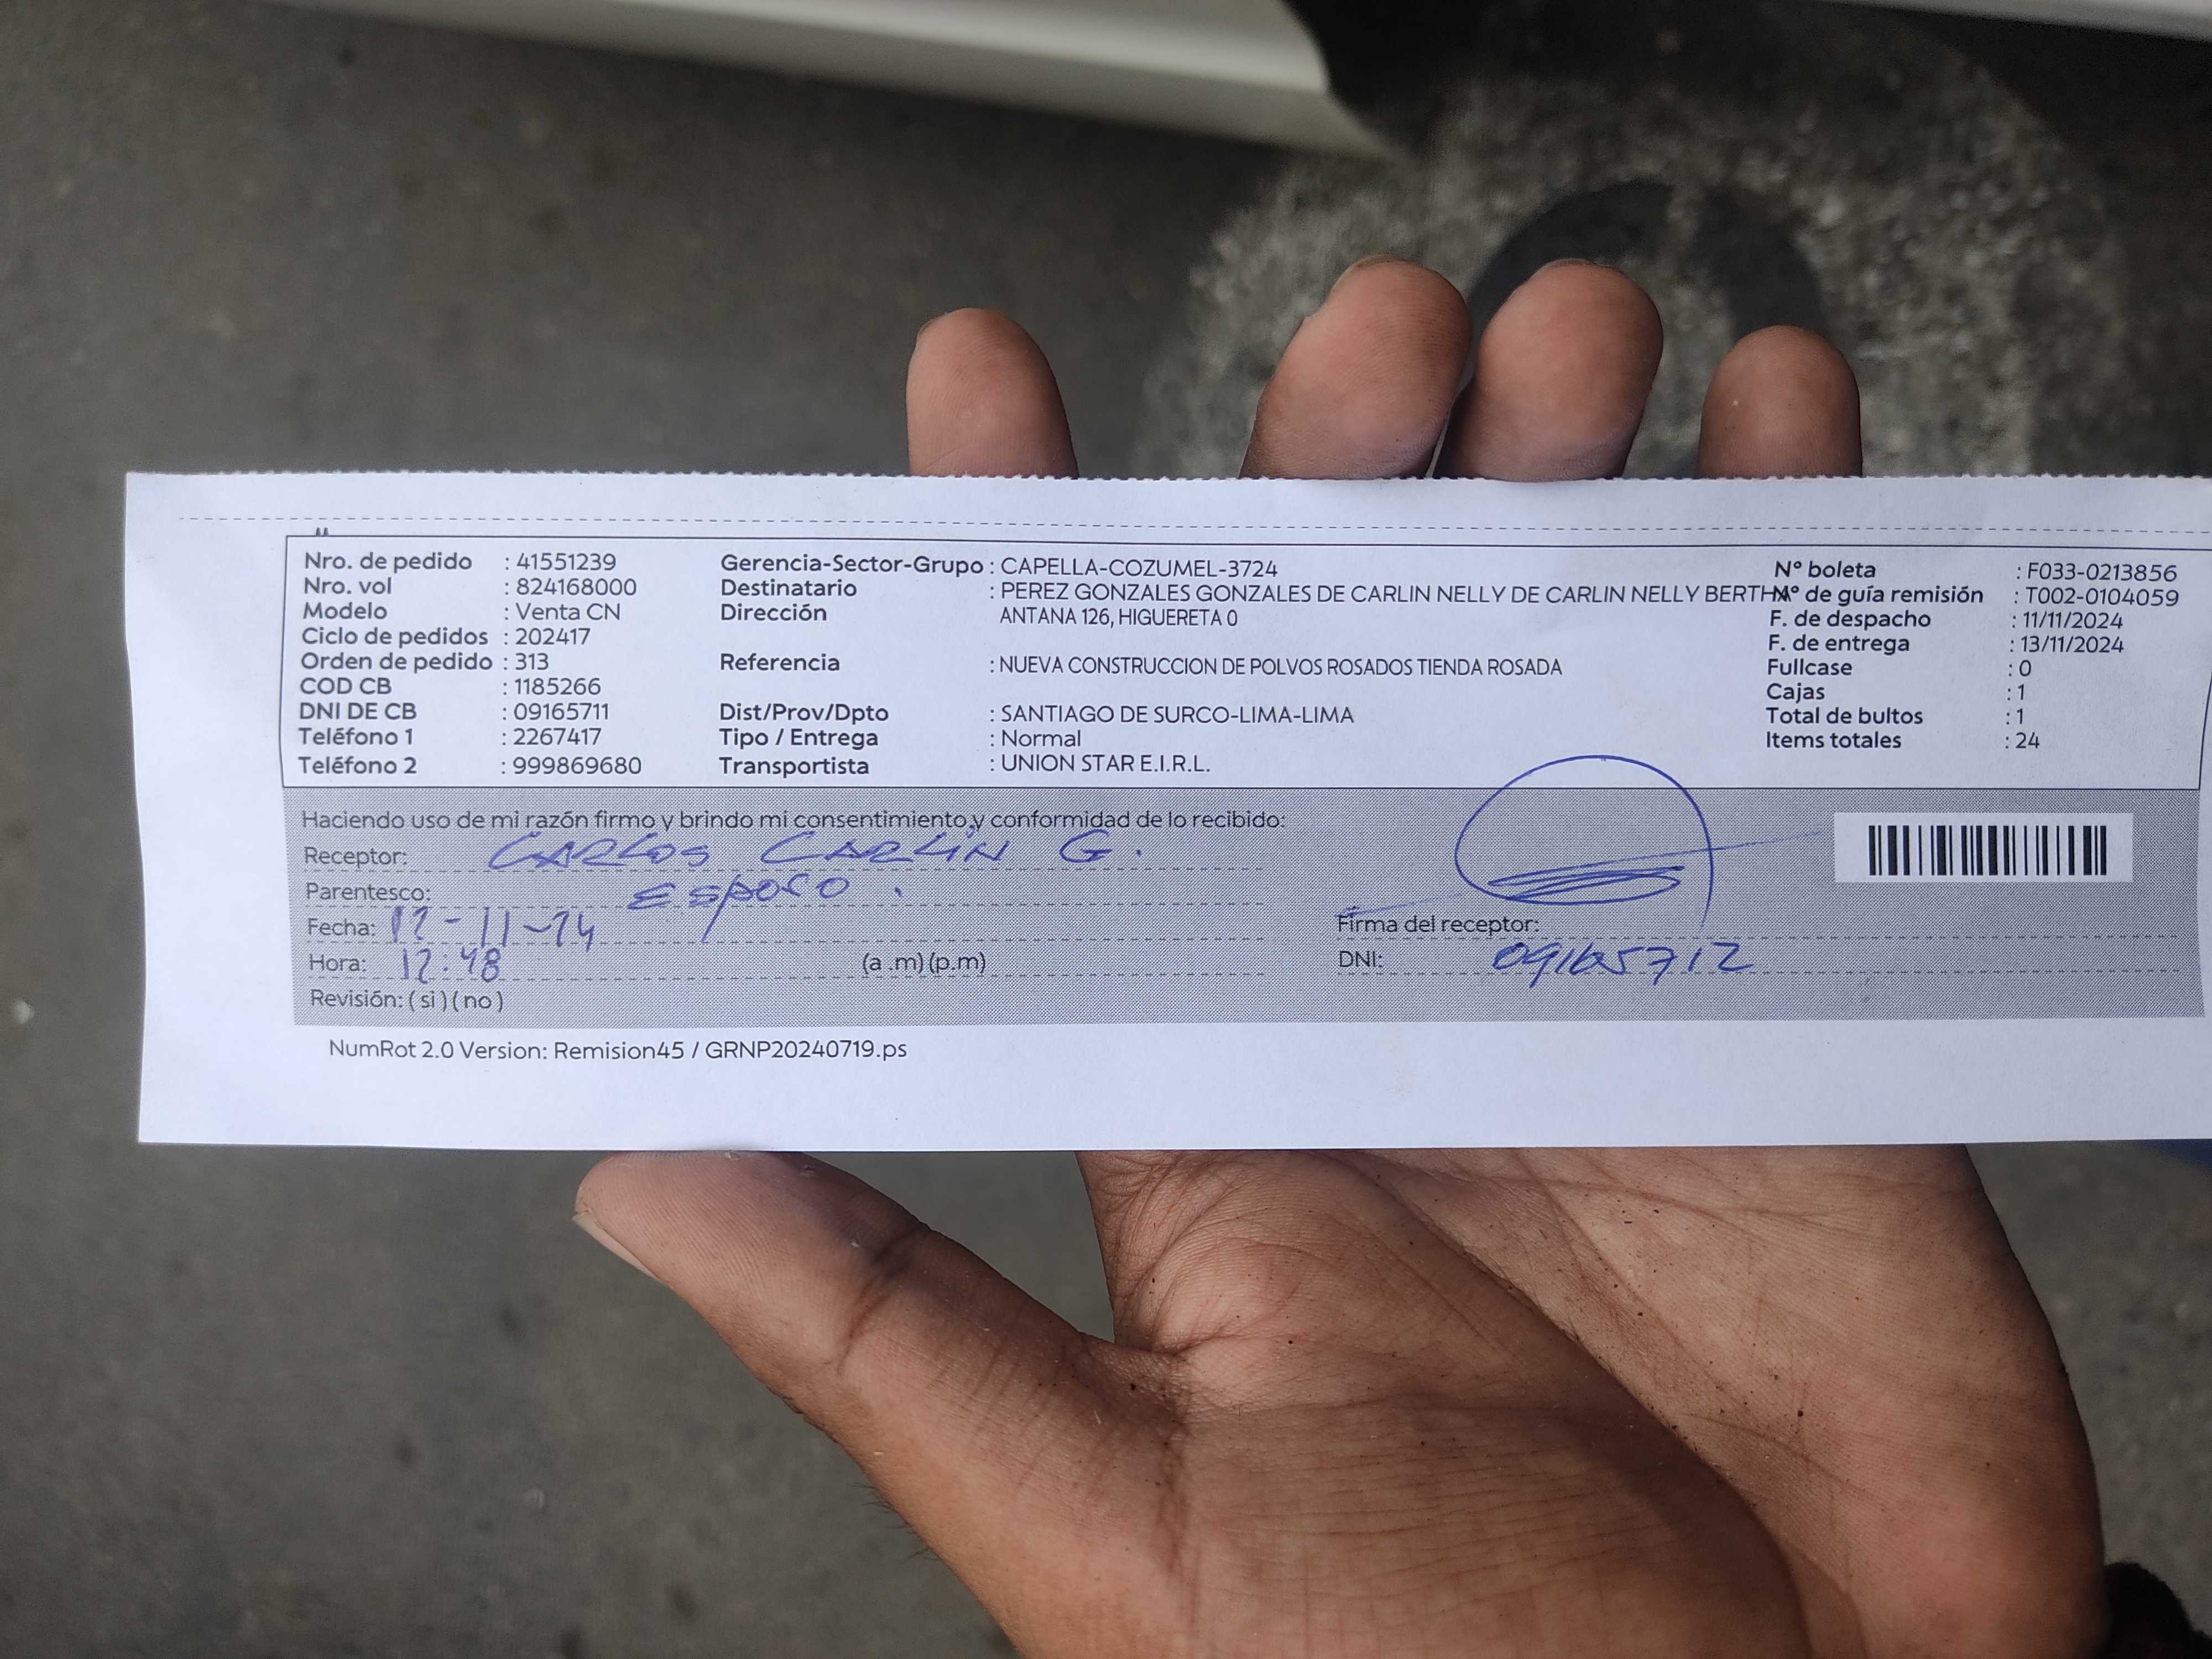 Nro. de pedido : 41551239
Nro. vol : 824168000
Modelo : Venta CN
Ciclo de pedidos : 202417
Orden de pedido : 313
COD CB : 1185266
DNI DE CB : 09165711
Teléfono 1 : 2267417
Teléfono 2 : 999869680
Gerencia-Sector-Grupo : CAPELLA-COZUMEL-3724
Destinatario : PEREZ GONZALES GONZALES DE CARLIN NELLY DE CARLIN NELLY BERTHA
Dirección ANTANA 126, HIGUERETA 0
Referencia : NUEVA CONSTRUCCION DE POLVOS ROSADOS TIENDA ROSADA
Dist/Prov/Dpto : SANTIAGO DE SURCO-LIMA-LIMA
Tipo / Entrega : Normal
Transportista : UNION STAR E.I.R.L.
Nº boleta : F033-0213856
Nº de guía remisión : T002-0104059
F. de despacho : 11/11/2024
F. de entrega : 13/11/2024
Fullcase : 0
Cajas : 1
Total de bultos : 1
Items totales : 24
Haciendo uso de mi razón firmo y brindo mi consentimiento y conformidad de lo recibido:
Receptor: CARLOS CARLIN G.
Parentesco: ESPOSO.
Fecha:
Hora: 12:48 (a .m) (p.m)
Revisión: ( si ) ( no )
Firma del receptor:
DNI: 09165712
NumRot 2.0 Version: Remision45 / GRNP20240719.ps